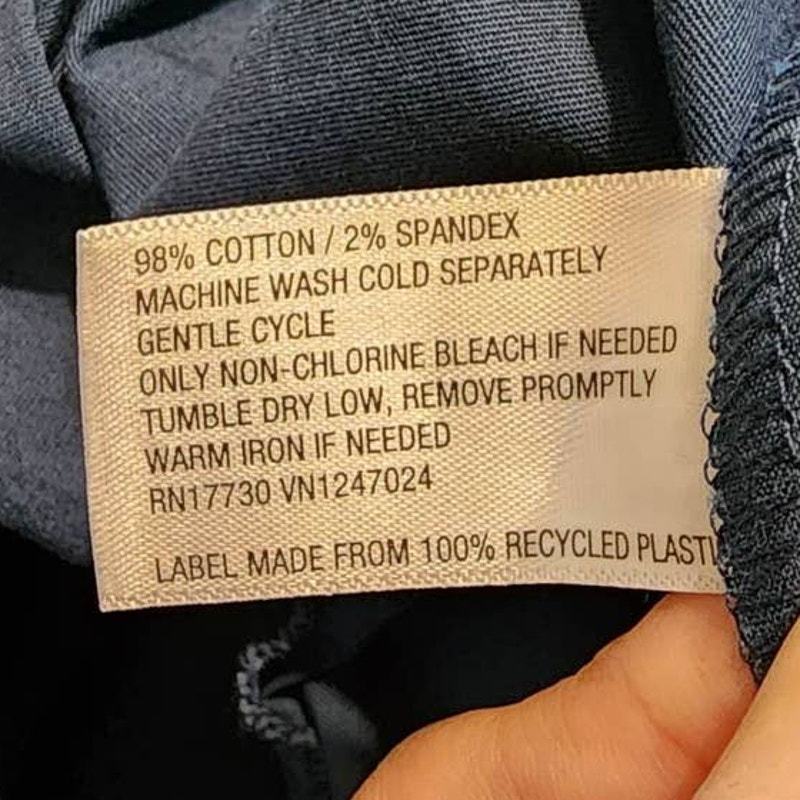 98% COTTON / 2% SPANDEX
MACHINE WASH COLD SEPARATELY
GENTLE CYCLE
ONLY NON-CHLORINE BLEACH IF NEEDED
TUMBLE DRY LOW, REMOVE PROMPTLY
WARM IRON IF NEEDED
RN17730 VN1247024
LABEL MADE FROM 100% RECYCLED PLASTI